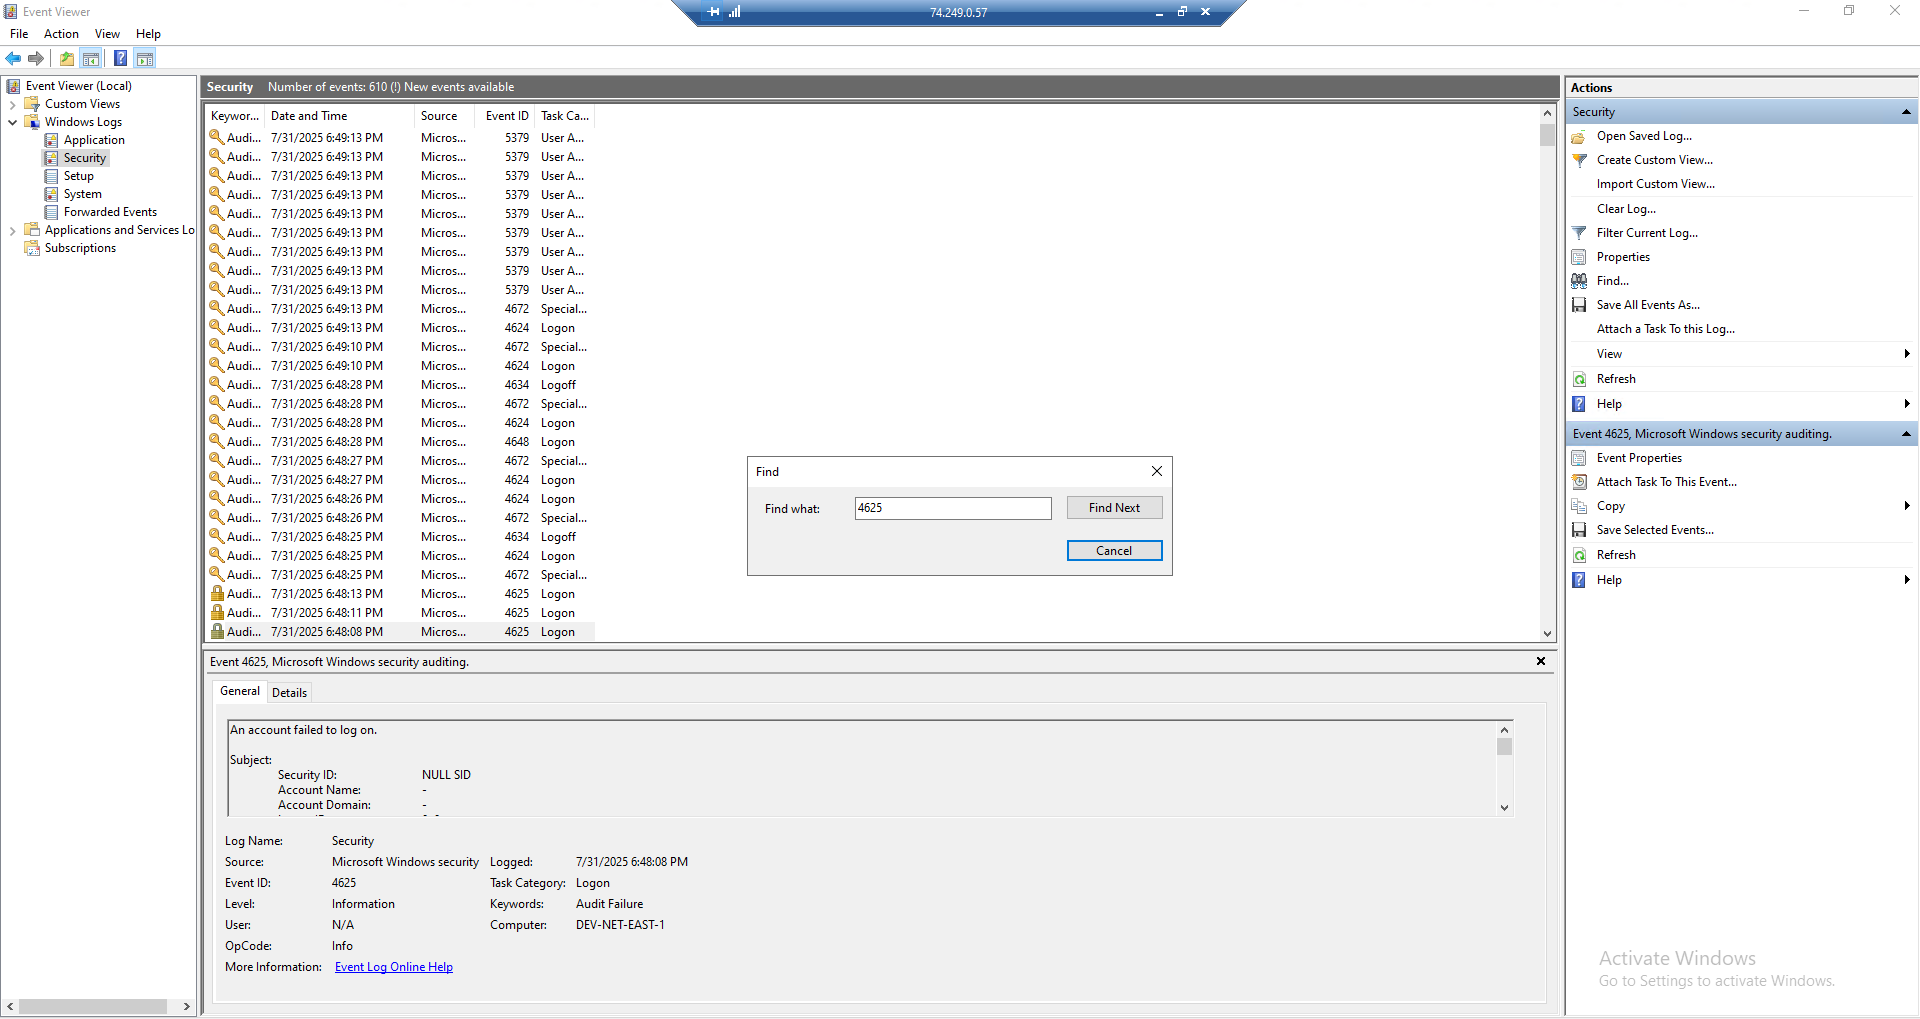 Event Viewer
74.249.0.57
File Action View Help
Event Viewer (Local)
Custom Views
Windows Logs
Application
Security
Setup
System
Forwarded Events
Applications and Services Lo
Subscriptions
Security Number of events: 610 (!) New events available
Keywor... Date and Time Source Event ID Task Ca...
Audi... 7/31/2025 6:49:13 PM Micros... 5379 User A...
Audi... 7/31/2025 6:49:13 PM Micros... 5379 User A...
Audi... 7/31/2025 6:49:13 PM Micros... 5379 User A...
Audi... 7/31/2025 6:49:13 PM Micros... 5379 User A...
Audi... 7/31/2025 6:49:13 PM Micros... 5379 User A...
Audi... 7/31/2025 6:49:13 PM Micros... 5379 User A...
Audi... 7/31/2025 6:49:13 PM Micros... 5379 User A...
Audi... 7/31/2025 6:49:13 PM Micros... 5379 User A...
Audi... 7/31/2025 6:49:13 PM Micros... 5379 User A...
Audi... 7/31/2025 6:49:13 PM Micros... 4672 Special...
Audi... 7/31/2025 6:49:13 PM Micros... 4624 Logon
Audi... 7/31/2025 6:49:10 PM Micros... 4672 Special...
Audi... 7/31/2025 6:49:10 PM Micros... 4624 Logon
Audi... 7/31/2025 6:48:28 PM Micros... 4634 Logoff
Audi... 7/31/2025 6:48:28 PM Micros... 4672 Special...
Audi... 7/31/2025 6:48:28 PM Micros... 4624 Logon
Audi... 7/31/2025 6:48:28 PM Micros... 4648 Logon
Audi... 7/31/2025 6:48:27 PM Micros... 4672 Special...
Audi... 7/31/2025 6:48:27 PM Micros... 4624 Logon
Audi... 7/31/2025 6:48:26 PM Micros... 4624 Logon
Audi... 7/31/2025 6:48:26 PM Micros... 4672 Special...
Audi... 7/31/2025 6:48:25 PM Micros... 4634 Logoff
Audi... 7/31/2025 6:48:25 PM Micros... 4624 Logon
Audi... 7/31/2025 6:48:25 PM Micros... 4672 Special...
Audi... 7/31/2025 6:48:13 PM Micros... 4625 Logon
Audi... 7/31/2025 6:48:11 PM Micros... 4625 Logon
Audi... 7/31/2025 6:48:08 PM Micros... 4625 Logon
Find
Find what: 4625 Find Next
Cancel
Event 4625, Microsoft Windows security auditing.
General Details
An account failed to log on.
Subject:
Security ID: NULL SID
Account Name: -
Account Domain: -
Log Name: Security
Source: Microsoft Windows security Logged: 7/31/2025 6:48:08 PM
Event ID: 4625 Task Category: Logon
Level: Information Keywords: Audit Failure
User: N/A Computer: DEV-NET-EAST-1
OpCode: Info
More Information: Event Log Online Help
Actions
Security
Open Saved Log...
Create Custom View...
Import Custom View...
Clear Log...
Filter Current Log...
Properties
Find...
Save All Events As...
Attach a Task To this Log...
View
Refresh
Help
Event 4625, Microsoft Windows security auditing.
Event Properties
Attach Task To This Event...
Copy
Save Selected Events...
Refresh
Help
Activate Windows
Go to Settings to activate Windows.